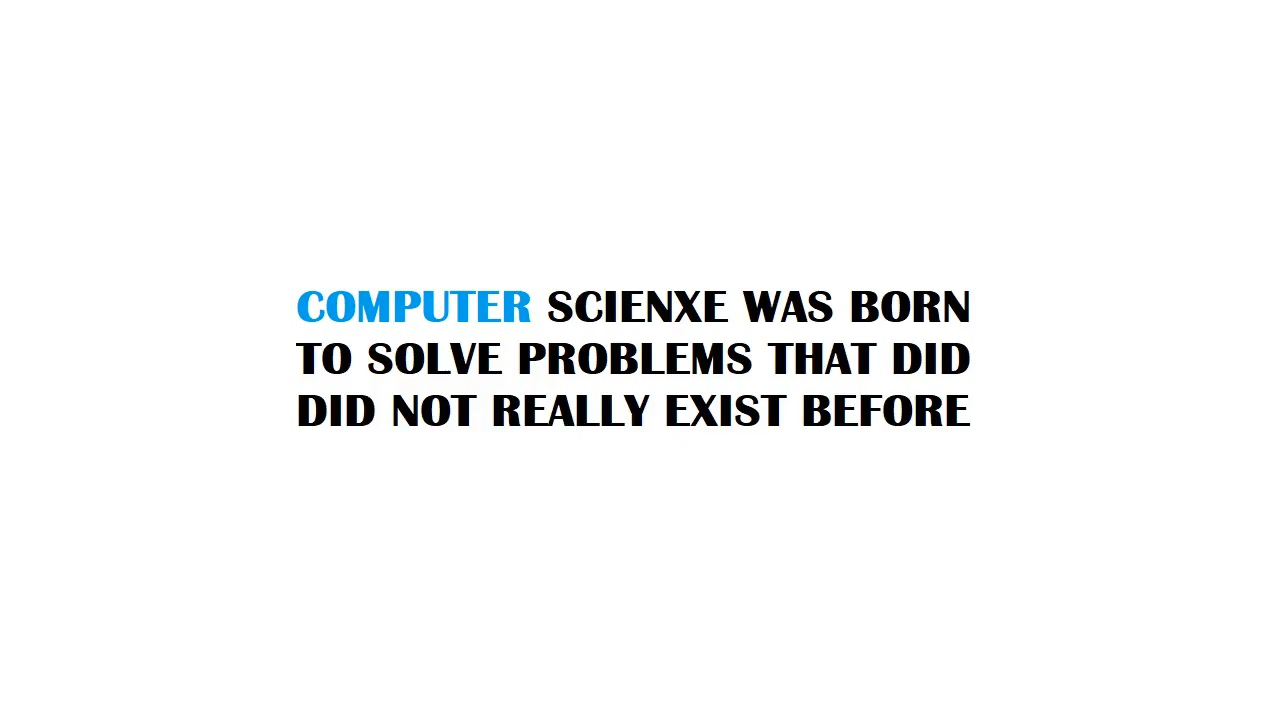 COMPUTER SCIENXE WAS BORN
TO SOLVE PROBLEMS THAT DID
DID NOT REALLY EXIST BEFORE